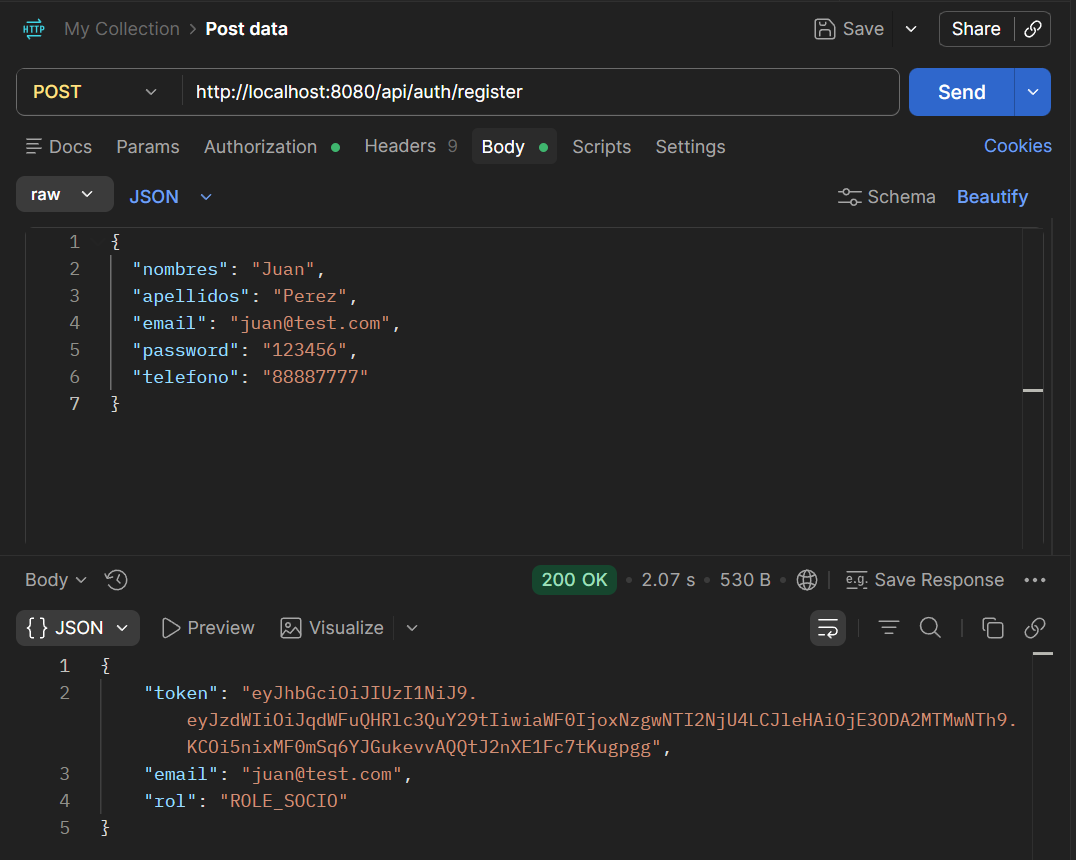 HTTP My Collection > Post data Save Share
POST http://localhost:8080/api/auth/register Send
Docs Params Authorization Headers 9 Body Scripts Settings Cookies
raw JSON Schema Beautify
1 {
2 "nombres": "Juan",
3 "apellidos": "Perez",
4 "email": "juan@test.com",
5 "password": "123456",
6 "telefono": "88887777"
7 }
Body 200 OK • 2.07 s • 530 B • e.g. Save Response
{} JSON Preview Visualize
1 {
2 "token": "eyJhbGciOiJIUzI1NiJ9.
eyJzdWIiOiJqdWFuQHRlc3QuY29tIiwiaWF0IjoxNzgwNTI2NjU4LCJleHAiOjE3ODA2MTMwNTh9.
KCOi5nixMF0mSq6YJGukevvAQQtJ2nXE1Fc7tKugpgg",
3 "email": "juan@test.com",
4 "rol": "ROLE_SOCIO"
5 }